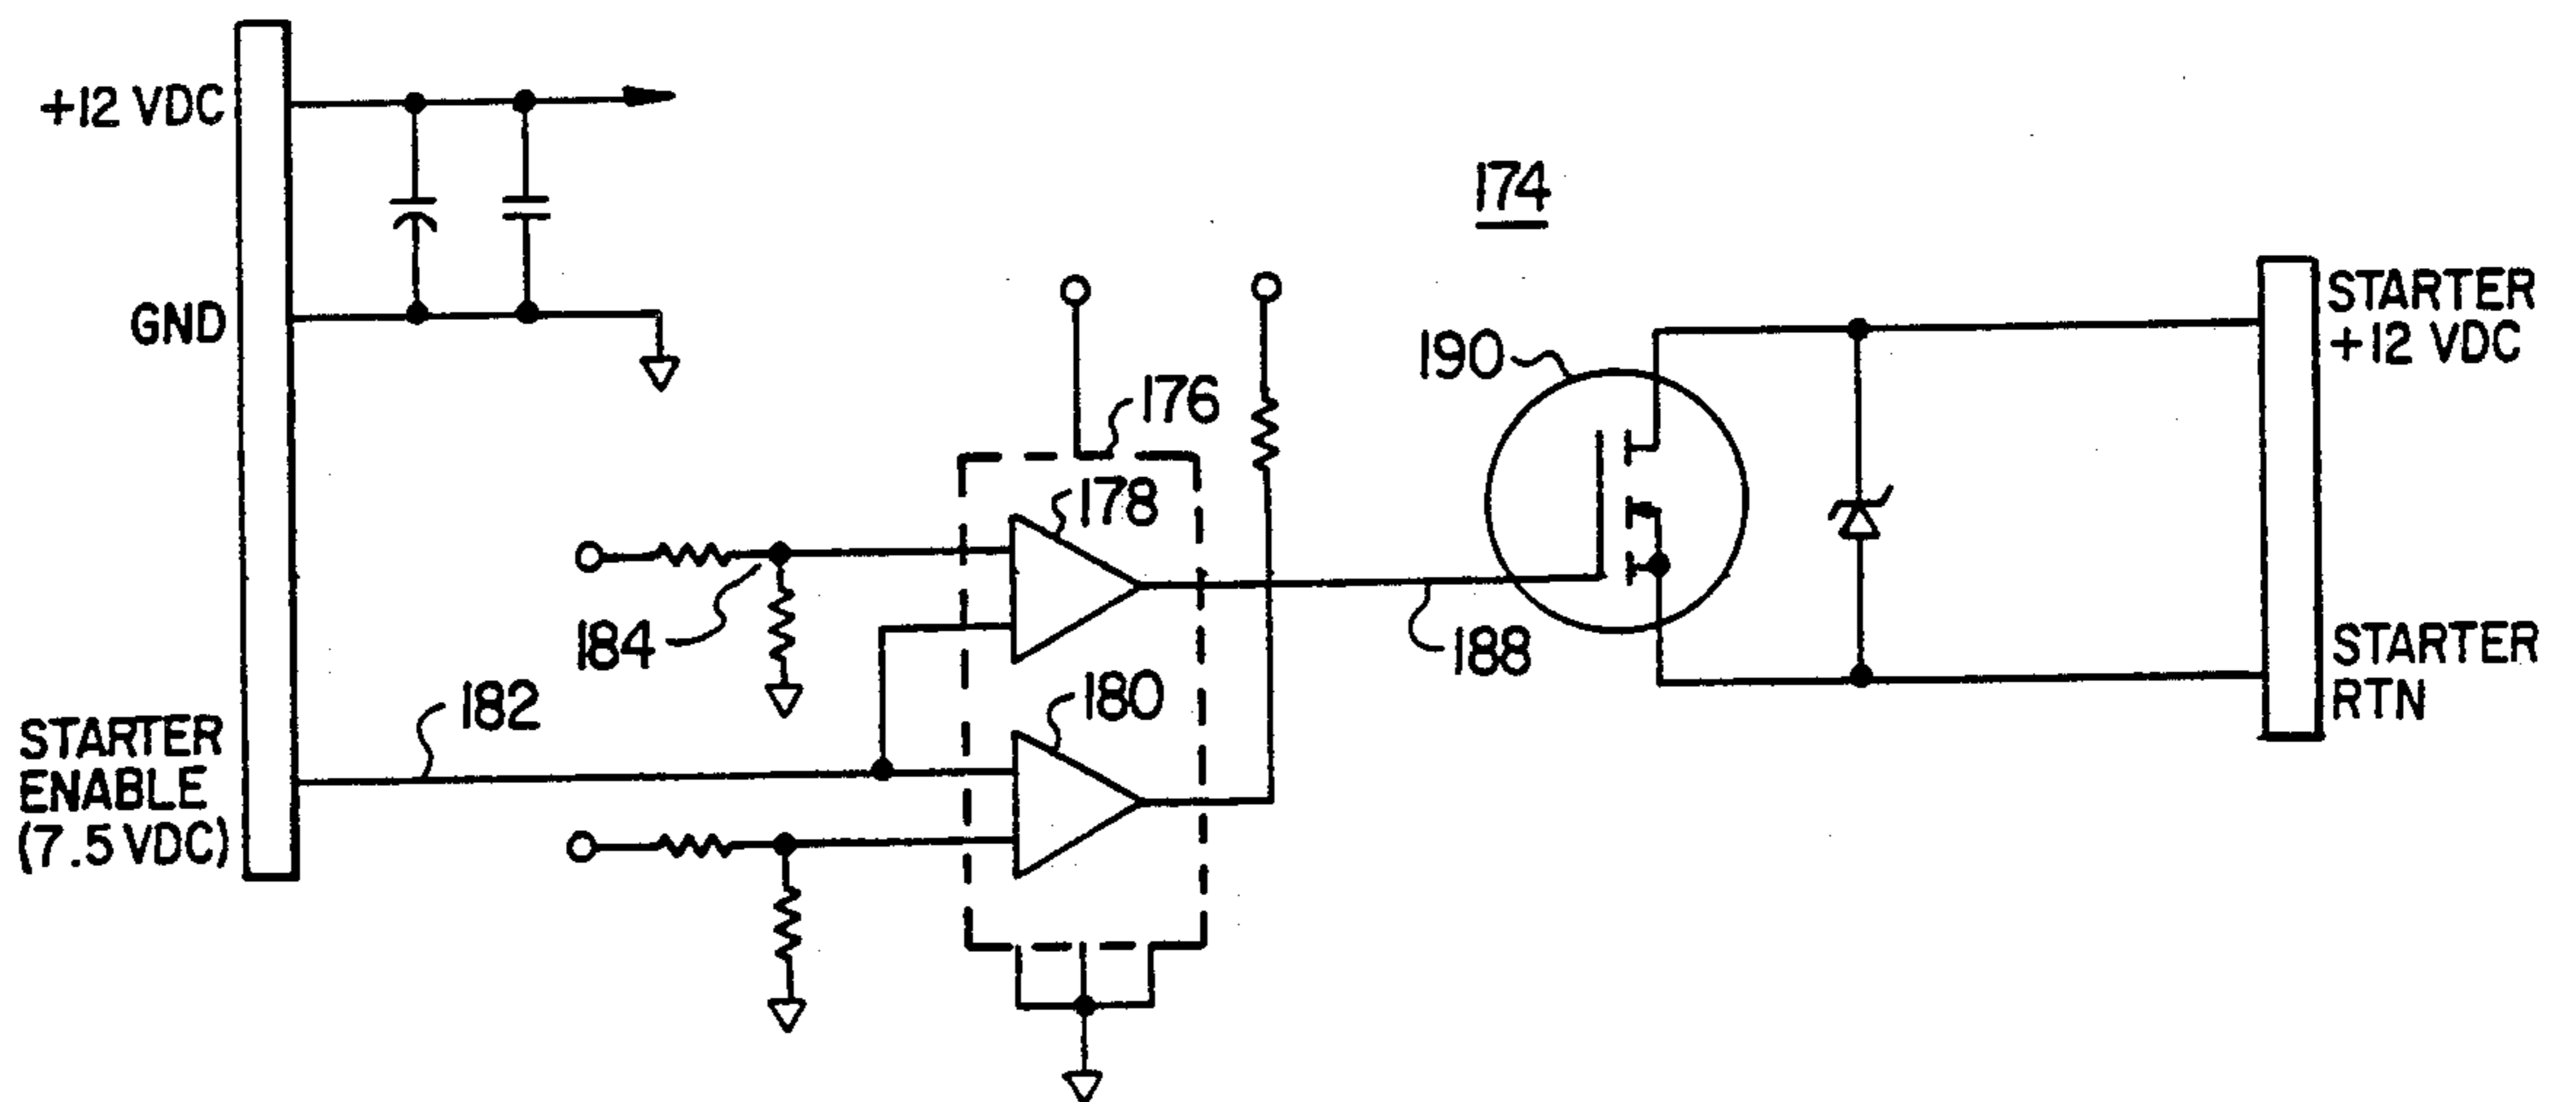 +12 VDC
GND
174
STARTER
+12 VDC
190
176
178
184
188
STARTER
RTN
180
182
STARTER
ENABLE
(7.5 VDC)